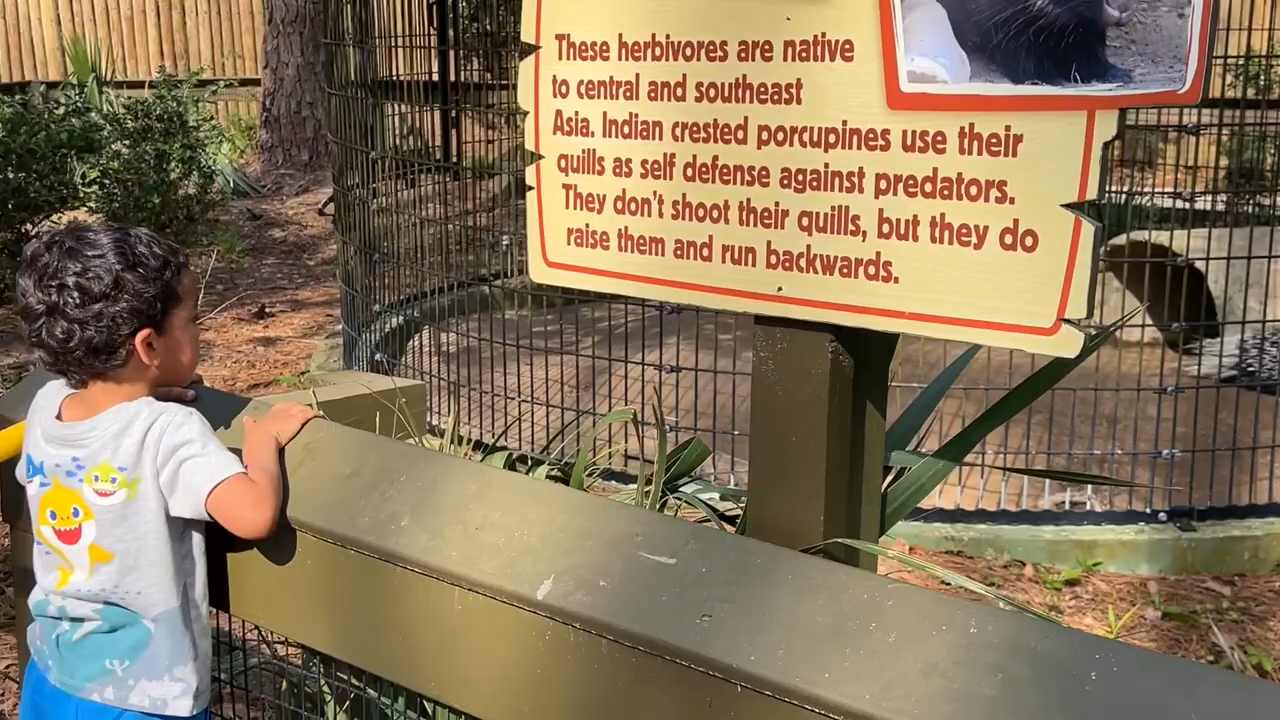 These herbivores are native
to central and southeast
Asia. Indian crested porcupines use their
quills as self defense against predators.
They don't shoot their quills, but they do
raise them and run backwards.